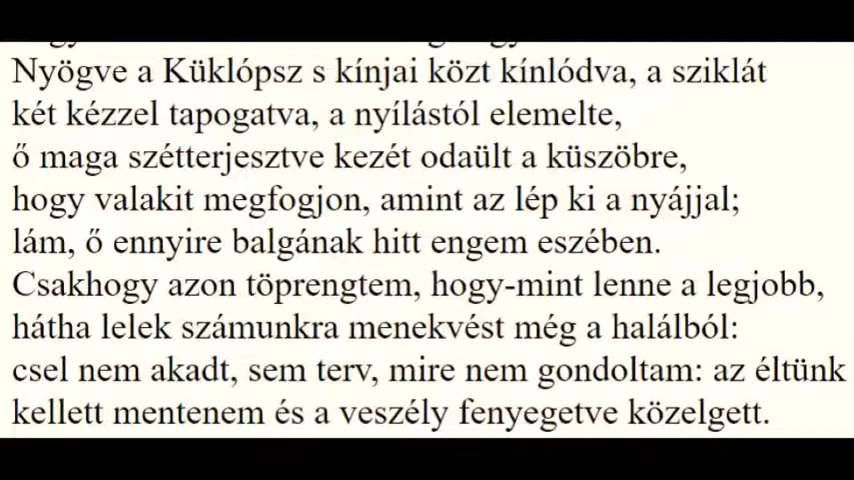 Nyögve a Küklópsz s kínjai közt kínlódva, a sziklát
két kézzel tapogatva, a nyílástól elemelte,
ő maga szétterjesztve kezét odaült a küszöbre,
hogy valakit megfogjon, amint az lép ki a nyájjal;
lám, ő ennyire balgának hitt engem eszében.
Csakhogy azon töprengtem, hogy-mint lenne a legjobb,
hátha lelek számunkra menekvést még a halálból:
csel nem akadt, sem terv, mire nem gondoltam: az éltünk
kellett mentenem és a veszély fenyegetve közelgett.